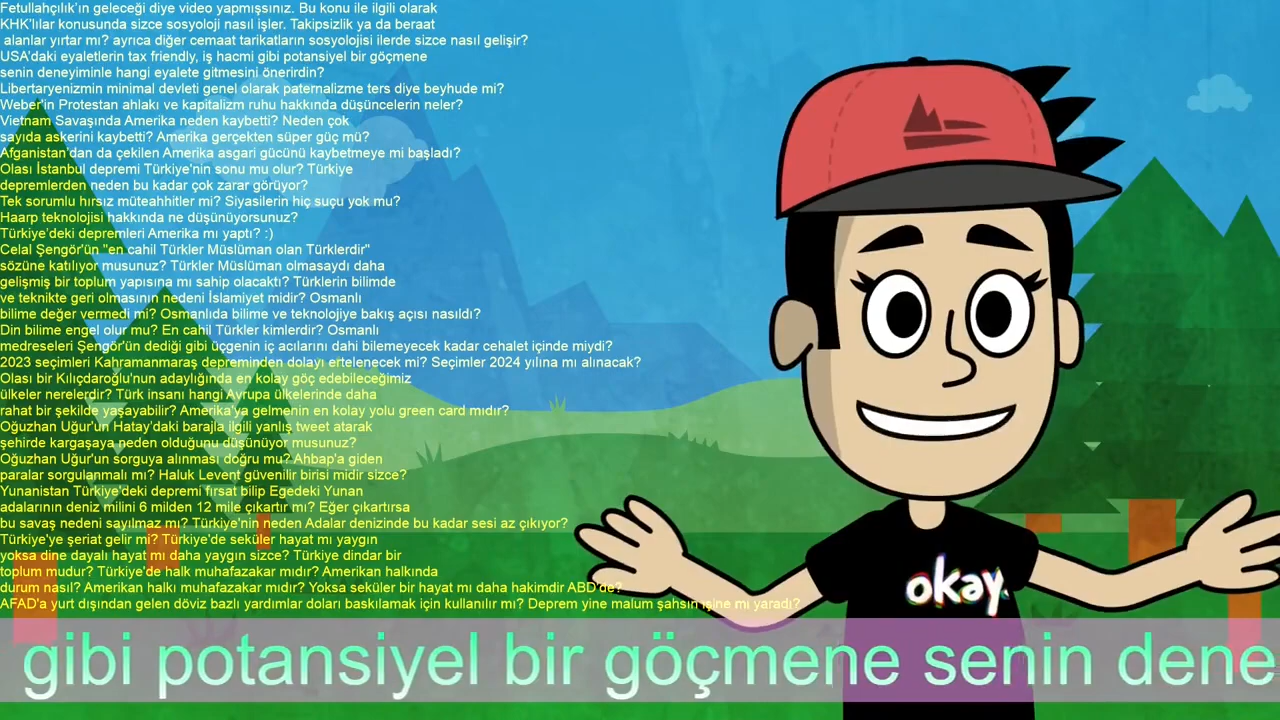 Fetullahçılık'ın geleceği diye video yapmışsınız. Bu konu ile ilgili olarak
KHK'lılar konusunda sizce sosyoloji nasıl işler. Takipsizlik ya da beraat
alanlar yırtar mı? ayrıca diğer cemaat tarikatların sosyolojisi ilerde sizce nasıl gelişir?
USA'daki eyaletlerin tax friendly, iş hacmi gibi potansiyel bir göçmene
senin deneyiminle hangi eyalete gitmesini önerirdin?
Libertaryenizmin minimal devleti genel olarak paternalizme ters diye beyhude mi?
Weber'in Protestan ahlakı ve kapitalizm ruhu hakkında düşüncelerin neler?
Vietnam Savaşında Amerika neden kaybetti? Neden çok
sayıda askerini kaybetti? Amerika gerçekten süper güç mü?
Afganistan'dan da çekilen Amerika asgari gücünü kaybetmeye mi başladı?
Olası İstanbul depremi Türkiye'nin sonu mu olur? Türkiye
depremlerden neden bu kadar çok zarar görüyor?
Tek sorumlu hırsız müteahhitler mi? Siyasilerin hiç suçu yok mu?
Haarp teknolojisi hakkında ne düşünüyorsunuz?
Türkiye'deki depremleri Amerika mı yaptı? :)
Celal Şengör'ün "en cahil Türkler Müslüman olan Türklerdir"
sözüne katılıyor musunuz? Türkler Müslüman olmasaydı daha
gelişmiş bir toplum yapısına mı sahip olacaktı? Türklerin bilimde
ve teknikte geri olmasının nedeni İslamiyet midir? Osmanlı
bilime değer vermedi mi? Osmanlıda bilime ve teknolojiye bakış açısı nasıldı?
Din bilime engel olur mu? En cahil Türkler kimlerdir? Osmanlı
medreseleri Şengör'ün dediği gibi üçgenin iç acılarını dahi bilemeyecek kadar cehalet içinde miydi?
2023 seçimleri Kahramanmaraş depreminden dolayı ertelenecek mi? Seçimler 2024 yılına mı alınacak?
Olası bir Kılıçdaroğlu'nun adaylığında en kolay göç edebileceğimiz
ülkeler nerelerdir? Türk insanı hangi Avrupa ülkelerinde daha
rahat bir şekilde yaşayabilir? Amerika'ya gelmenin en kolay yolu green card mıdır?
Oğuzhan Uğur'un Hatay'daki barajla ilgili yanlış tweet atarak
şehirde kargaşaya neden olduğunu düşünüyor musunuz?
Oğuzhan Uğur'un sorguya alınması doğru mu? Ahbap'a giden
paralar sorgulanmalı mı? Haluk Levent güvenilir birisi midir sizce?
Yunanistan Türkiye'deki depremi fırsat bilip Egedeki Yunan
adalarının deniz milini 6 milden 12 mile çıkartır mı? Eğer çıkartırsa
bu savaş nedeni sayılmaz mı? Türkiye'nin neden Adalar denizinde bu kadar sesi az çıkıyor?
Türkiye'ye şeriat gelir mi? Türkiye'de seküler hayat mı yaygın
yoksa dine dayalı hayat mı daha yaygın sizce? Türkiye dindar bir
toplum mudur? Türkiye'de halk muhafazakar mıdır? Amerikan halkında
durum nasıl? Amerikan halkı muhafazakar mıdır? Yoksa seküler bir hayat mı daha hakimdir ABD'de?
AFAD'a yurt dışından gelen döviz bazlı yardımlar doları baskılamak için kullanılır mı? Deprem yine malum şahsın işine mi yaradı?
okay.
gibi potansiyel bir göçmene senin dene